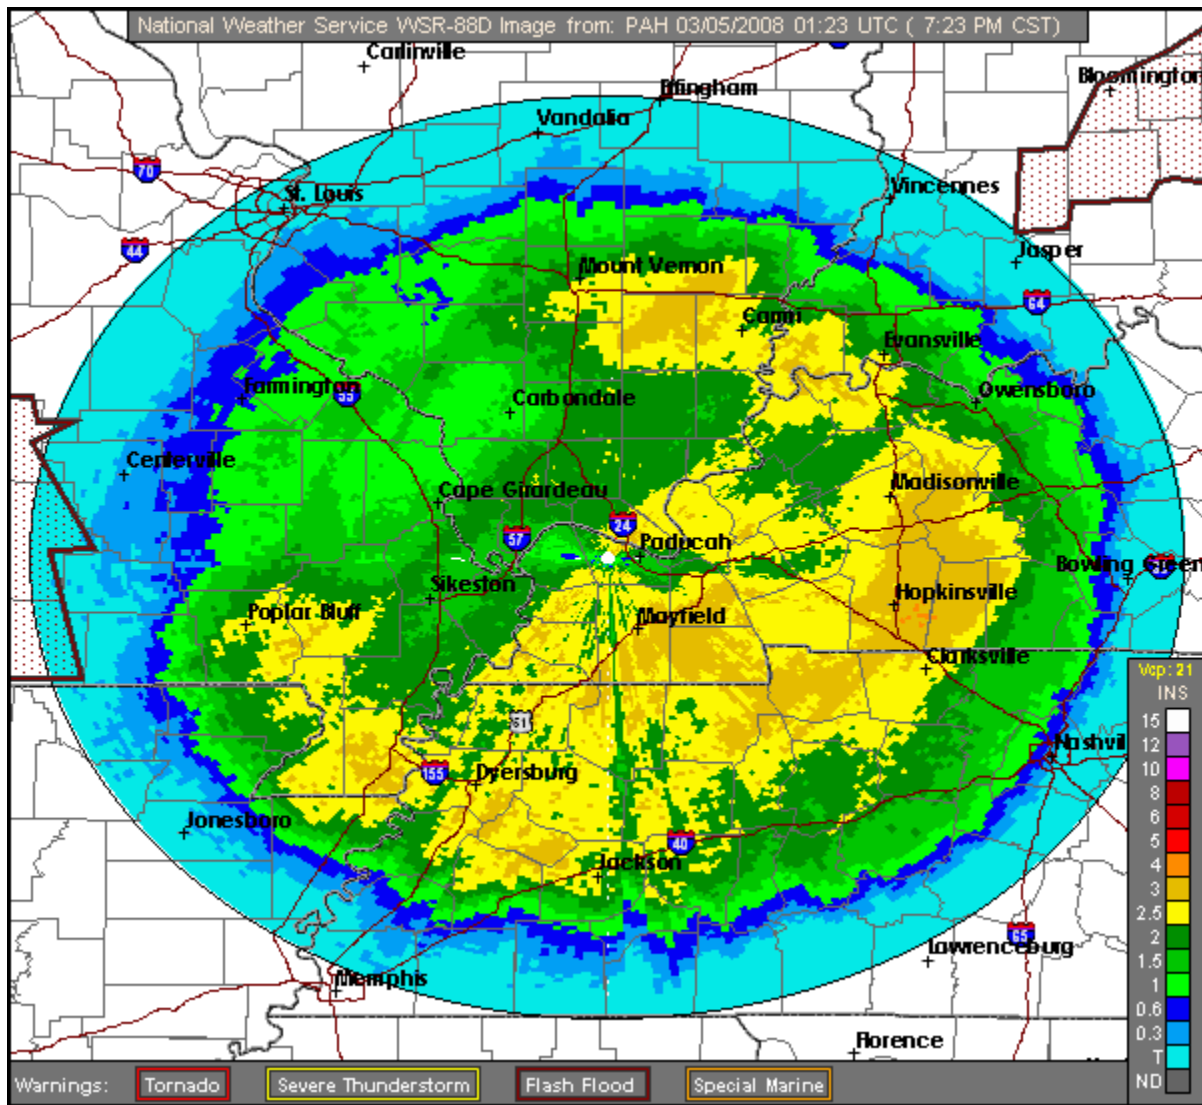 National Weather Service WSR-88D Image from: PAH 03/05/2008 01:23 UTC ( 7:23 PM CST)
Carlinville
Bloomington
Effingham
Vandalia
70
Vincennes
St. Louis
44
Jasper
Mount Vernon
64
Carmi
Evansville
Farmington
55
Owensboro
Carbondale
Centerville
Madisonville
Cape Girardeau
24
57
Paducah
Bowling Green
Sikeston
Hopkinsville
Poplar Bluff
Mayfield
Clarksville
Vcp: 21
INS
51
15
Nashvil
12
155
Dyersburg
10
8
Jonesboro
6
40
5
Jackson
4
3
2.5
65
2
Lawrenceburg
1.5
Memphis
1
0.6
0.3
Florence
T
ND
Warnings:
Tornado
Severe Thunderstorm
Flash Flood
Special Marine